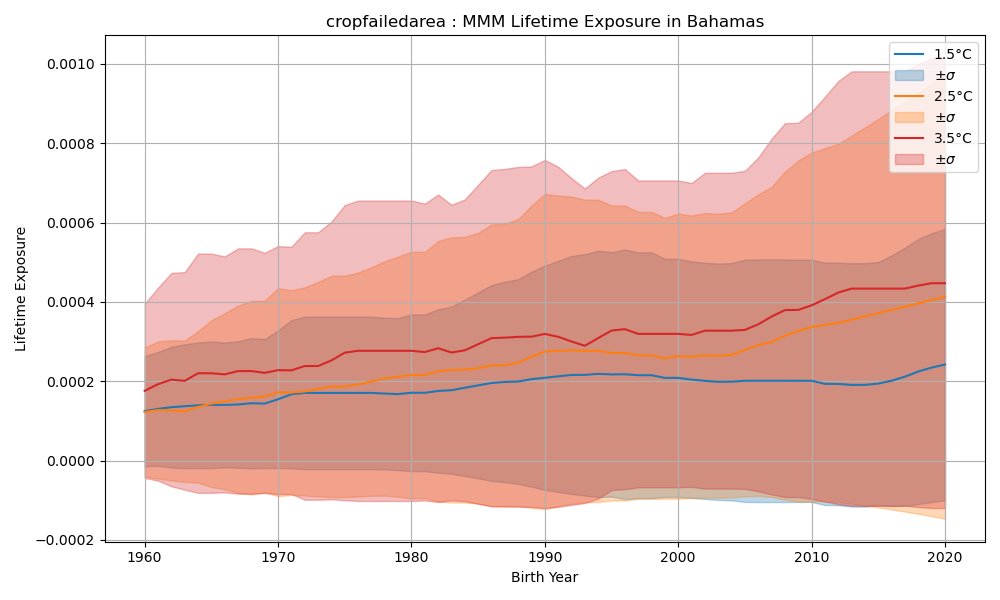 cropfailedarea : MMM Lifetime Exposure in Bahamas
1.5°C
±σ
2.5°C
±σ
3.5°C
±σ
0.0010
0.0008
0.0006
0.0004
0.0002
0.0000
−0.0002
Lifetime Exposure
1960 1970 1980 1990 2000 2010 2020
Birth Year